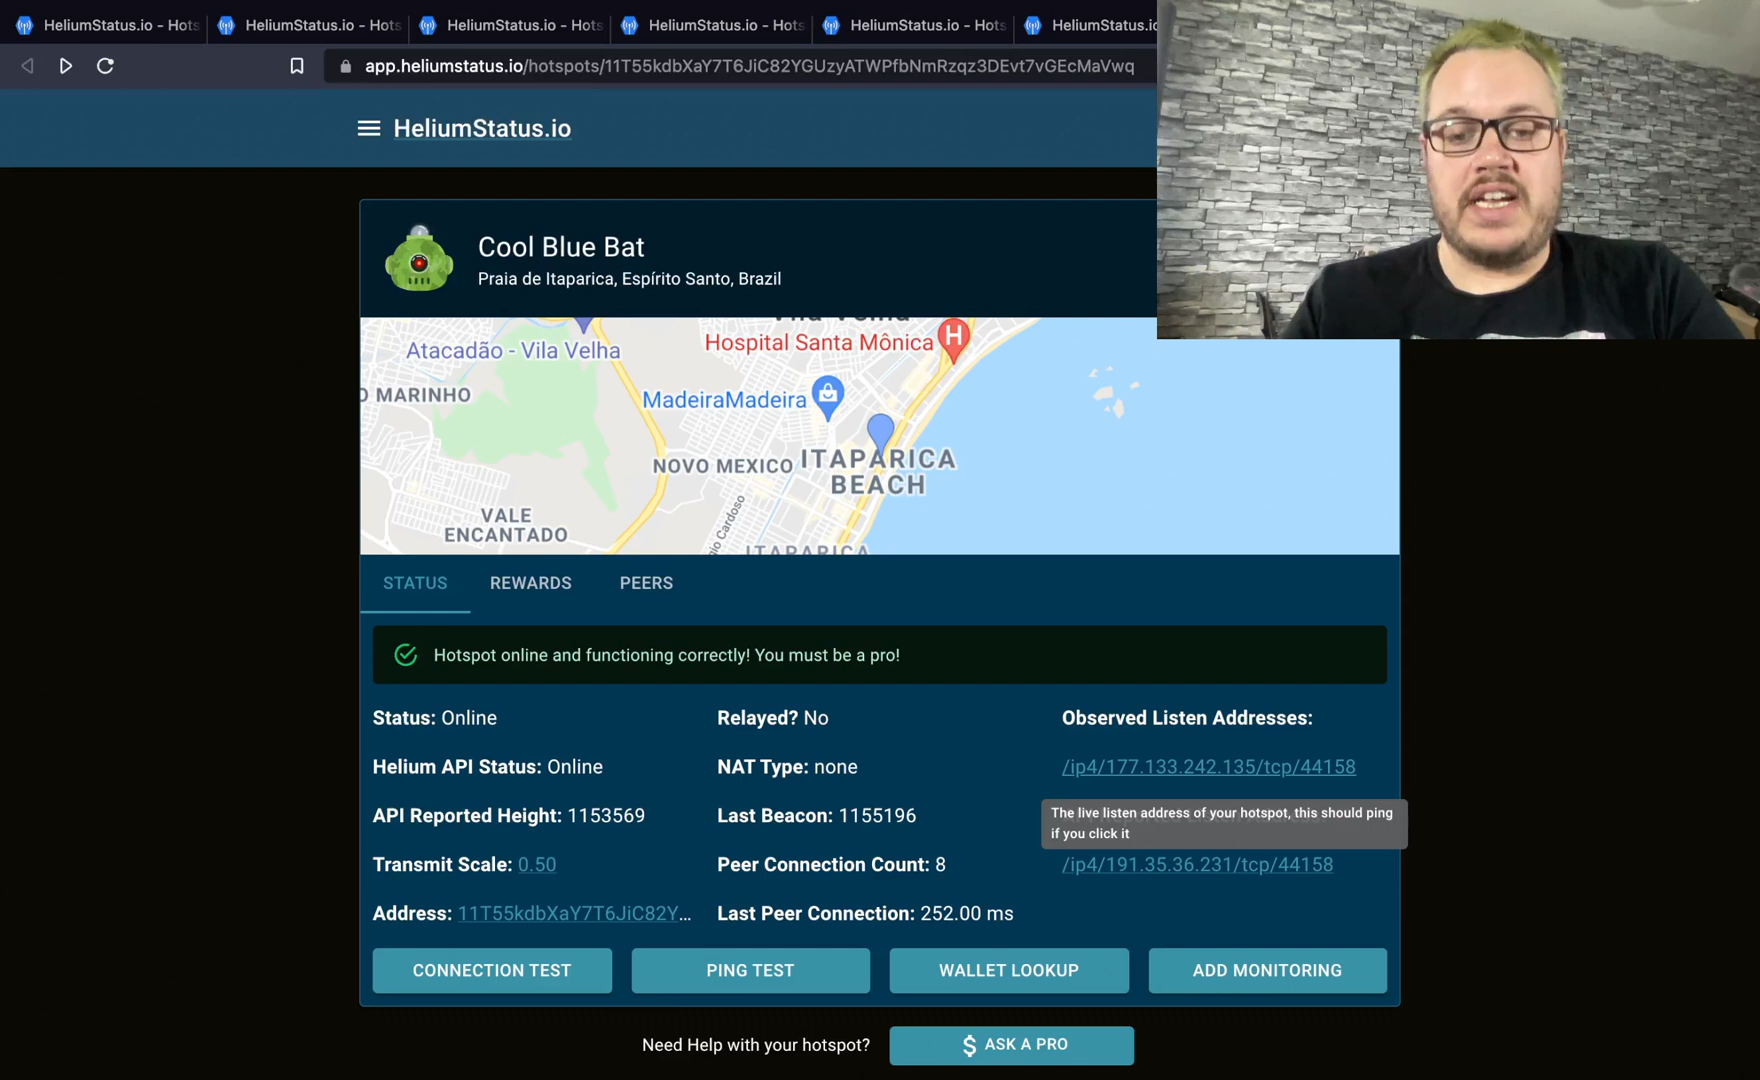 HeliumStatus.io - Hots
HeliumStatus.io - Hots
HeliumStatus.io - Hots
HeliumStatus.io - Hots
HeliumStatus.io - Hots
HeliumStatus.io
app.heliumstatus.io/hotspots/11T55kdbXaY7T6JiC82YGUzyATWPfbNmRzqz3DEvt7vGEcMaVwq
HeliumStatus.io
Cool Blue Bat
Praia de Itaparica, Espírito Santo, Brazil
Vila Velha
Atacadão - Vila Velha
Hospital Santa Mônica
H
O MARINHO
MadeiraMadeira
NOVO MEXICO
ITAPARICA
BEACH
VALE
ENCANTADO
gio Cardoso
ITAPARICA
STATUS
REWARDS
PEERS
Hotspot online and functioning correctly! You must be a pro!
Status: Online
Relayed? No
Observed Listen Addresses:
Helium API Status: Online
NAT Type: none
/ip4/177.133.242.135/tcp/44158
API Reported Height: 1153569
Last Beacon: 1155196
The live listen address of your hotspot, this should ping
if you click it
Transmit Scale: 0.50
Peer Connection Count: 8
/ip4/191.35.36.231/tcp/44158
Address: 11T55kdbXaY7T6JiC82Y...
Last Peer Connection: 252.00 ms
CONNECTION TEST
PING TEST
WALLET LOOKUP
ADD MONITORING
Need Help with your hotspot?
$ ASK A PRO